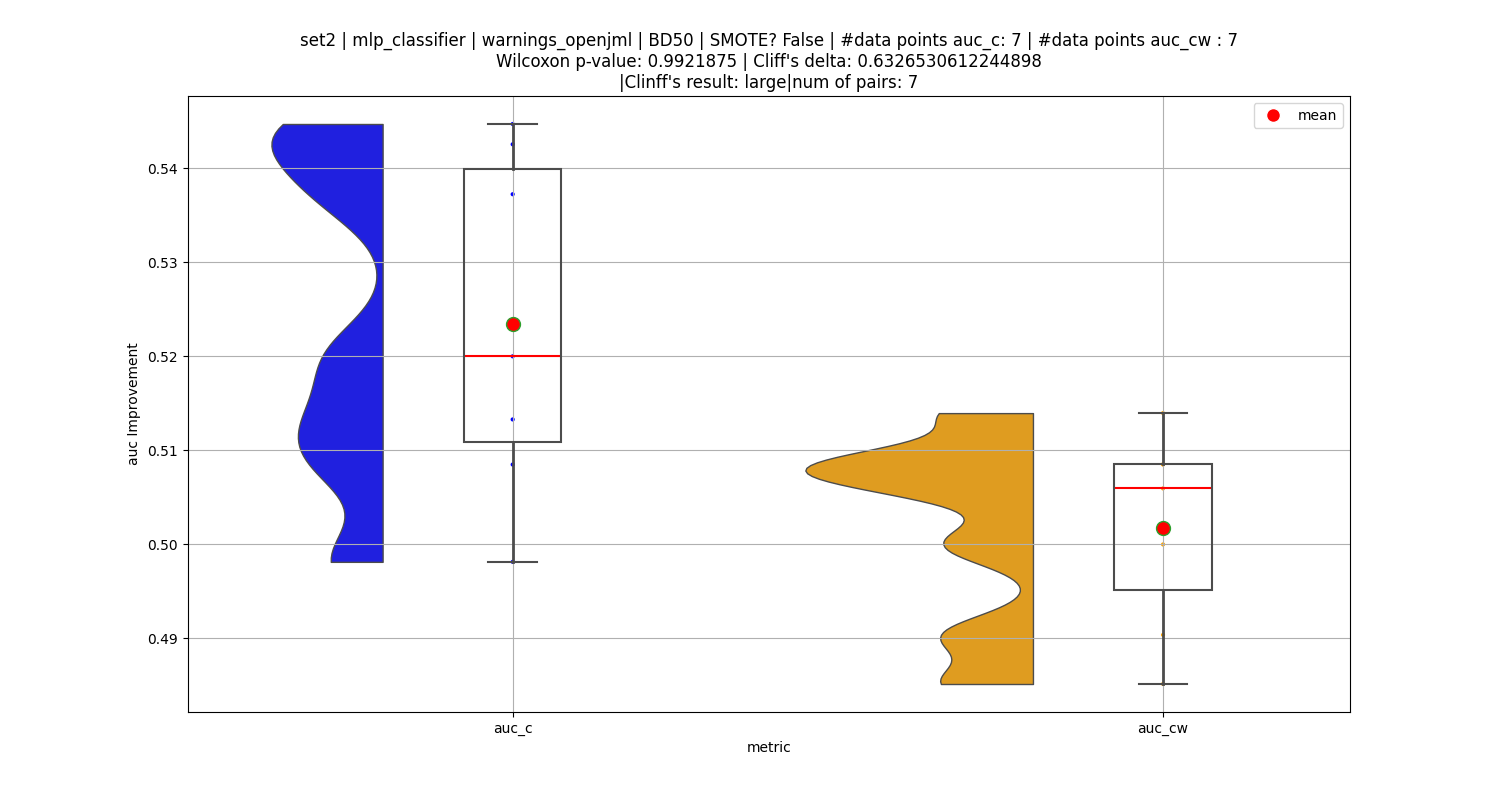 set2 | mlp_classifier | warnings_openjml | BD50 | SMOTE? False | #data points auc_c: 7 | #data points auc_cw : 7
Wilcoxon p-value: 0.9921875 | Cliff's delta: 0.6326530612244898
|Clinff's result: large|num of pairs: 7
mean
0.54
0.53
0.52
0.51
0.50
0.49
auc Improvement
auc_c
auc_cw
metric